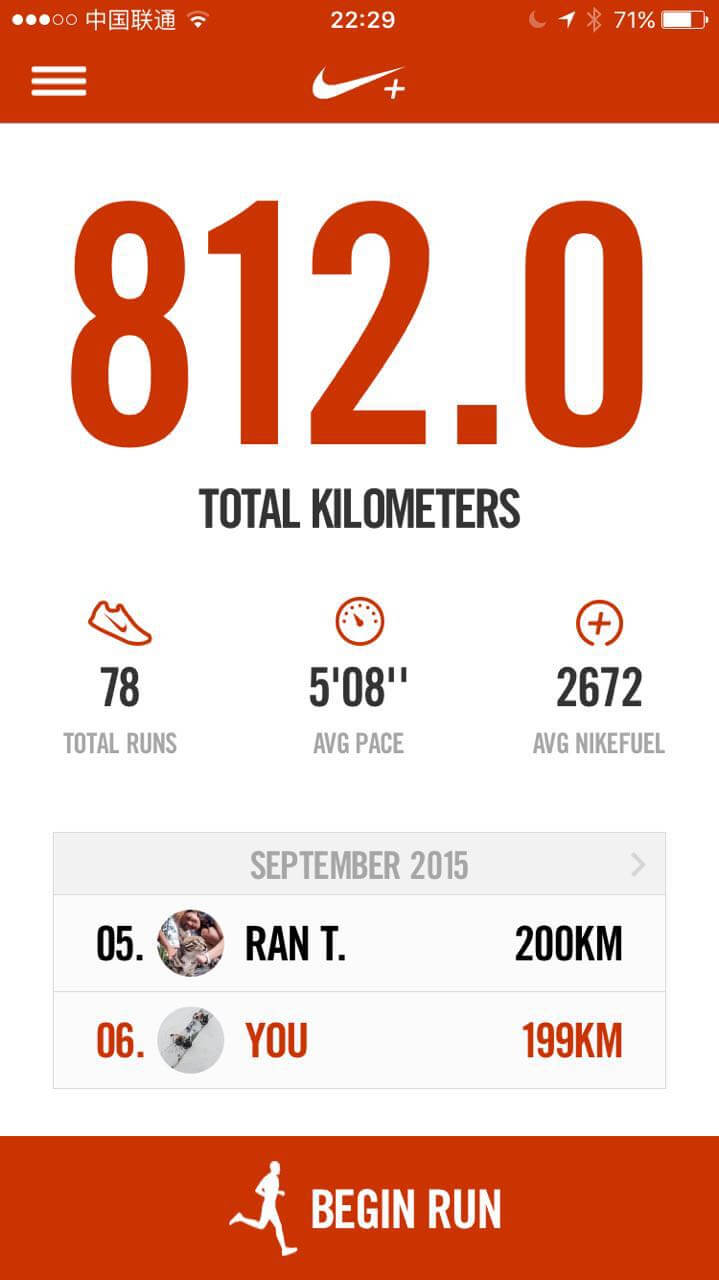 中国联通 22:29 71%
812.0
TOTAL KILOMETERS
78 5'08'' 2672
TOTAL RUNS AVG PACE AVG NIKEFUEL
SEPTEMBER 2015
05. RAN T. 200KM
06. YOU 199KM
BEGIN RUN